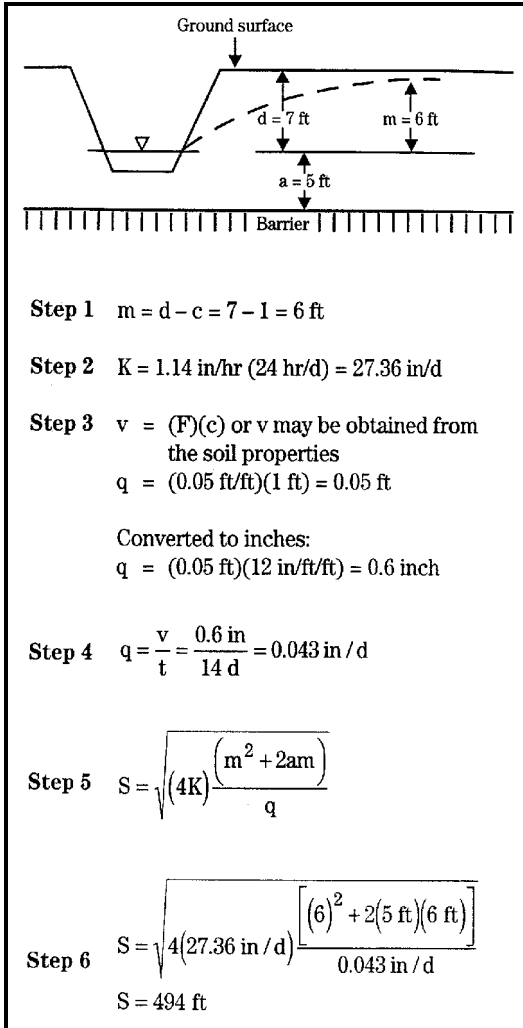 Ground surface
d = 7 ft
m = 6 ft
a = 5 ft
Barrier
Step 1 m = d – c = 7 – 1 = 6 ft
Step 2 K = 1.14 in/hr (24 hr/d) = 27.36 in/d
Step 3 v = (F)(c) or v may be obtained from
the soil properties
q = (0.05 ft/ft)(1 ft) = 0.05 ft
Converted to inches:
q = (0.05 ft)(12 in/ft/ft) = 0.6 inch
Step 4 q = v/t = 0.6 in/14 d = 0.043 in / d
Step 5 S = √((4K) (m² + 2am)/q)
Step 6 S = √(4(27.36 in / d) [(6)² + 2(5 ft)(6 ft)]/0.043 in / d)
S = 494 ft